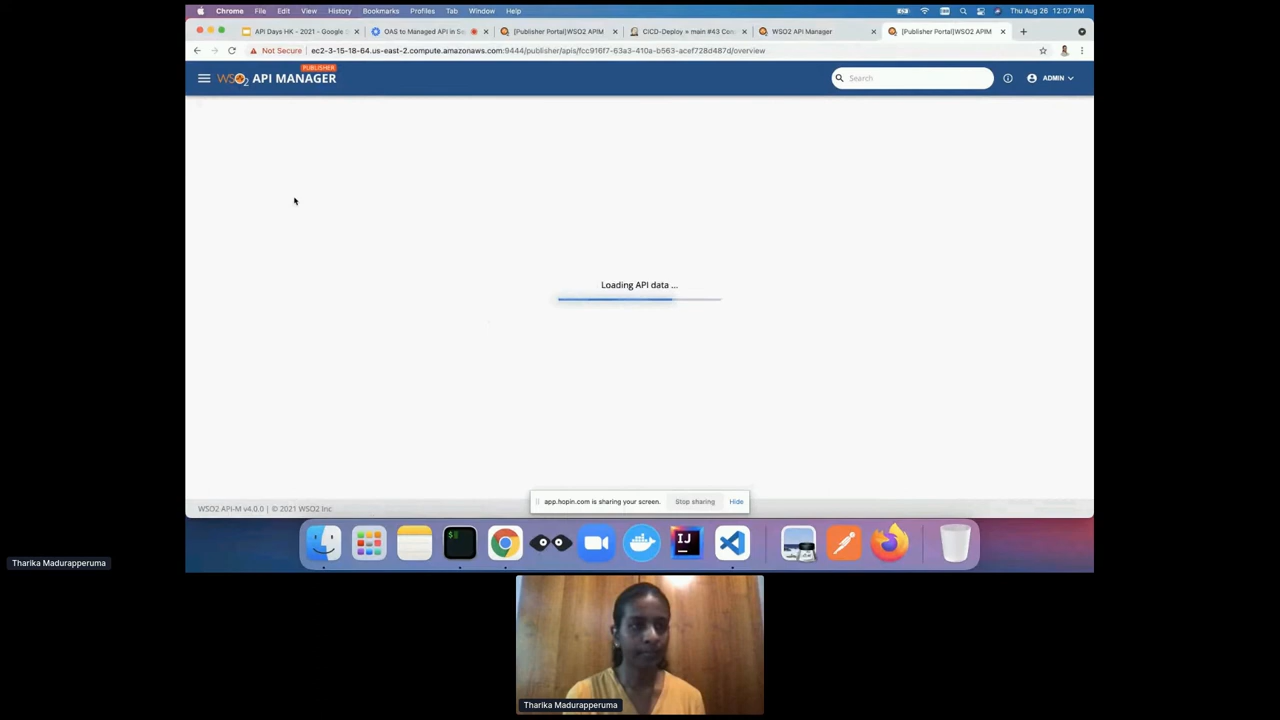 Chrome File Edit View History Bookmarks Profiles Tab Window Help Thu Aug 26 12:07 PM
API Days HK - 2021 - Google OAS to Managed API in Se [Publisher Portal]WSO2 APIM CICD-Deploy » main #43 Con WSO2 API Manager [Publisher Portal]WSO2 APIM
Not Secure ec2-3-15-18-64.us-east-2.compute.amazonaws.com:9444/publisher/apis/fcc916f7-63a3-410a-b563-acef728d487d/overview
PUBLISHER
WSO2 API MANAGER Search ADMIN
Loading API data ...
app.hopin.com is sharing your screen. Stop sharing Hide
WSO2 API-M v4.0.0 | © 2021 WSO2 Inc
$
IJ
Tharika Madurapperuma
Tharika Madurapperuma